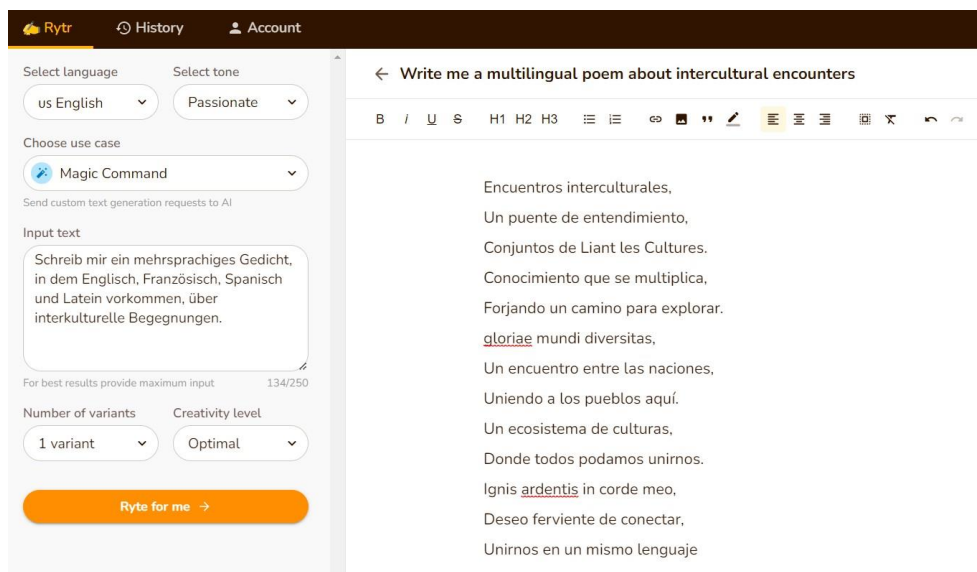 Rytr History Account
Select language Select tone
us English Passionate
Choose use case
Magic Command
Send custom text generation requests to AI
Input text
Schreib mir ein mehrsprachiges Gedicht,
in dem Englisch, Französisch, Spanisch
und Latein vorkommen, über
interkulturelle Begegnungen.
For best results provide maximum input 134/250
Number of variants Creativity level
1 variant Optimal
Ryte for me →
← Write me a multilingual poem about intercultural encounters
B I U S H1 H2 H3
Encuentros interculturales,
Un puente de entendimiento,
Conjuntos de Liant les Cultures.
Conocimiento que se multiplica,
Forjando un camino para explorar.
gloriae mundi diversitas,
Un encuentro entre las naciones,
Uniendo a los pueblos aquí.
Un ecosistema de culturas,
Donde todos podamos unirnos.
Ignis ardentis in corde meo,
Deseo ferviente de conectar,
Unirnos en un mismo lenguaje